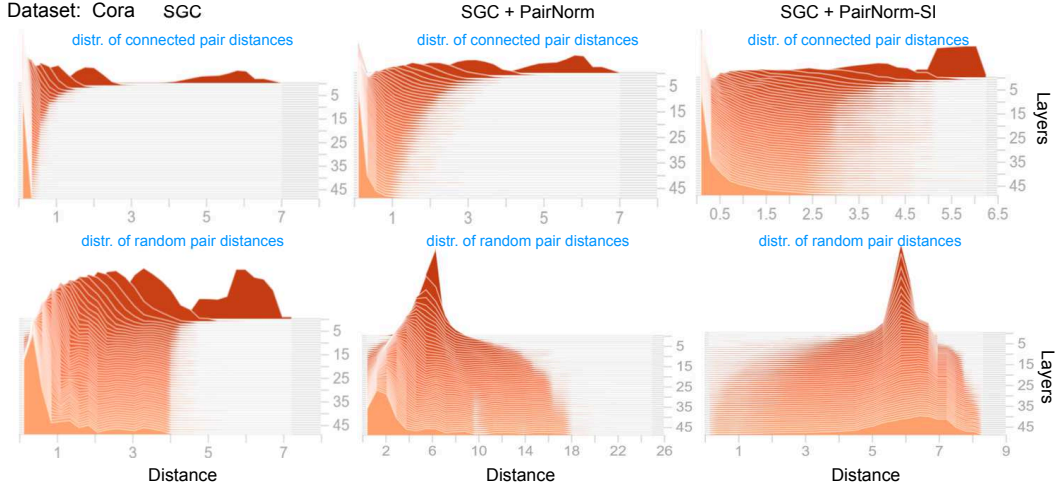 Dataset: Cora SGC SGC + PairNorm SGC + PairNorm-SI
distr. of connected pair distances distr. of connected pair distances distr. of connected pair distances
5 15 25 35 45
5 15 25 35 45
5 15 25 35 45
Layers
1 3 5 7
1 3 5 7
0.5 1.5 2.5 3.5 4.5 5.5 6.5
distr. of random pair distances distr. of random pair distances distr. of random pair distances
5 15 25 35 45
5 15 25 35 45
5 15 25 35 45
Layers
1 3 5 7
2 6 10 14 18 22 26
1 3 5 7 9
Distance Distance Distance